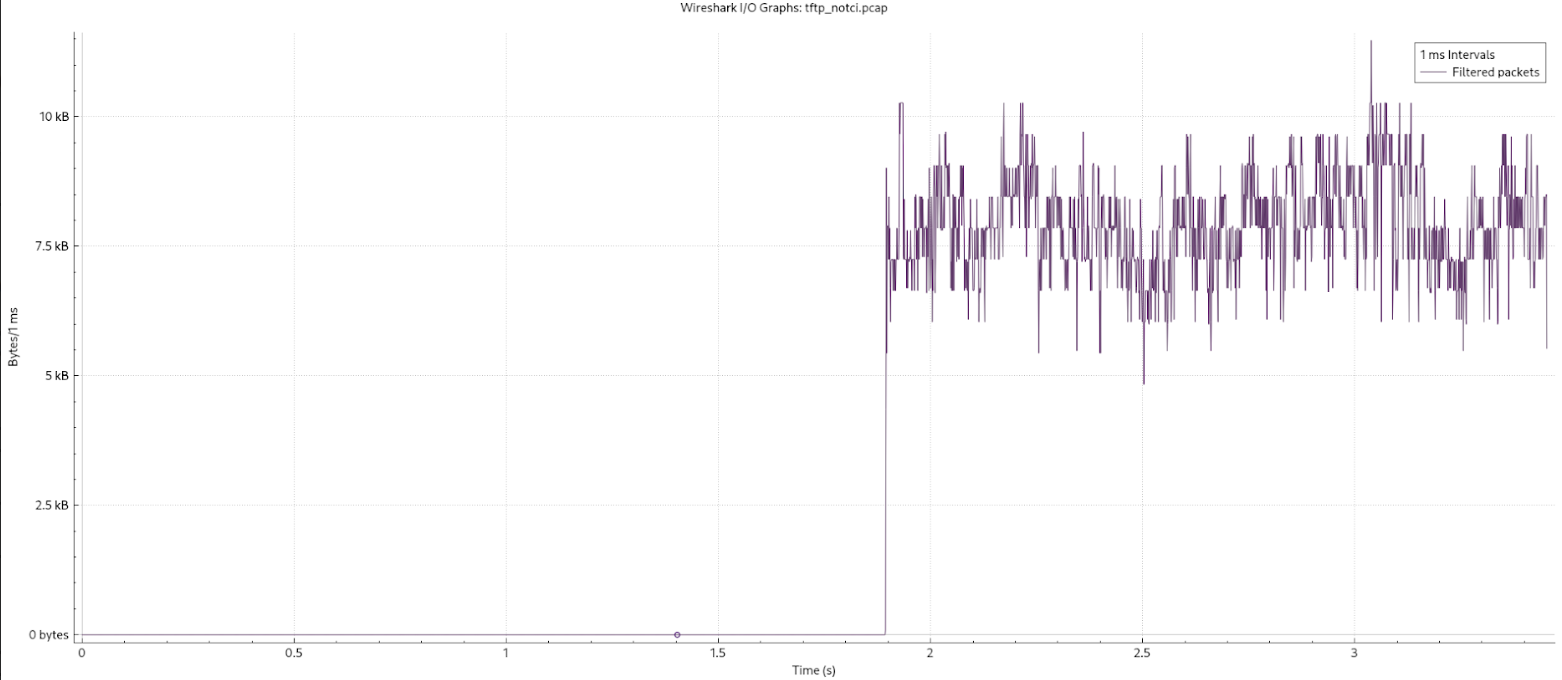 Wireshark I/O Graphs: tftp_notci.pcap
1 ms Intervals
Filtered packets
10 kB
7.5 kB
5 kB
2.5 kB
0 bytes
Bytes/1 ms
0
0.5
1
1.5
2
2.5
3
Time (s)